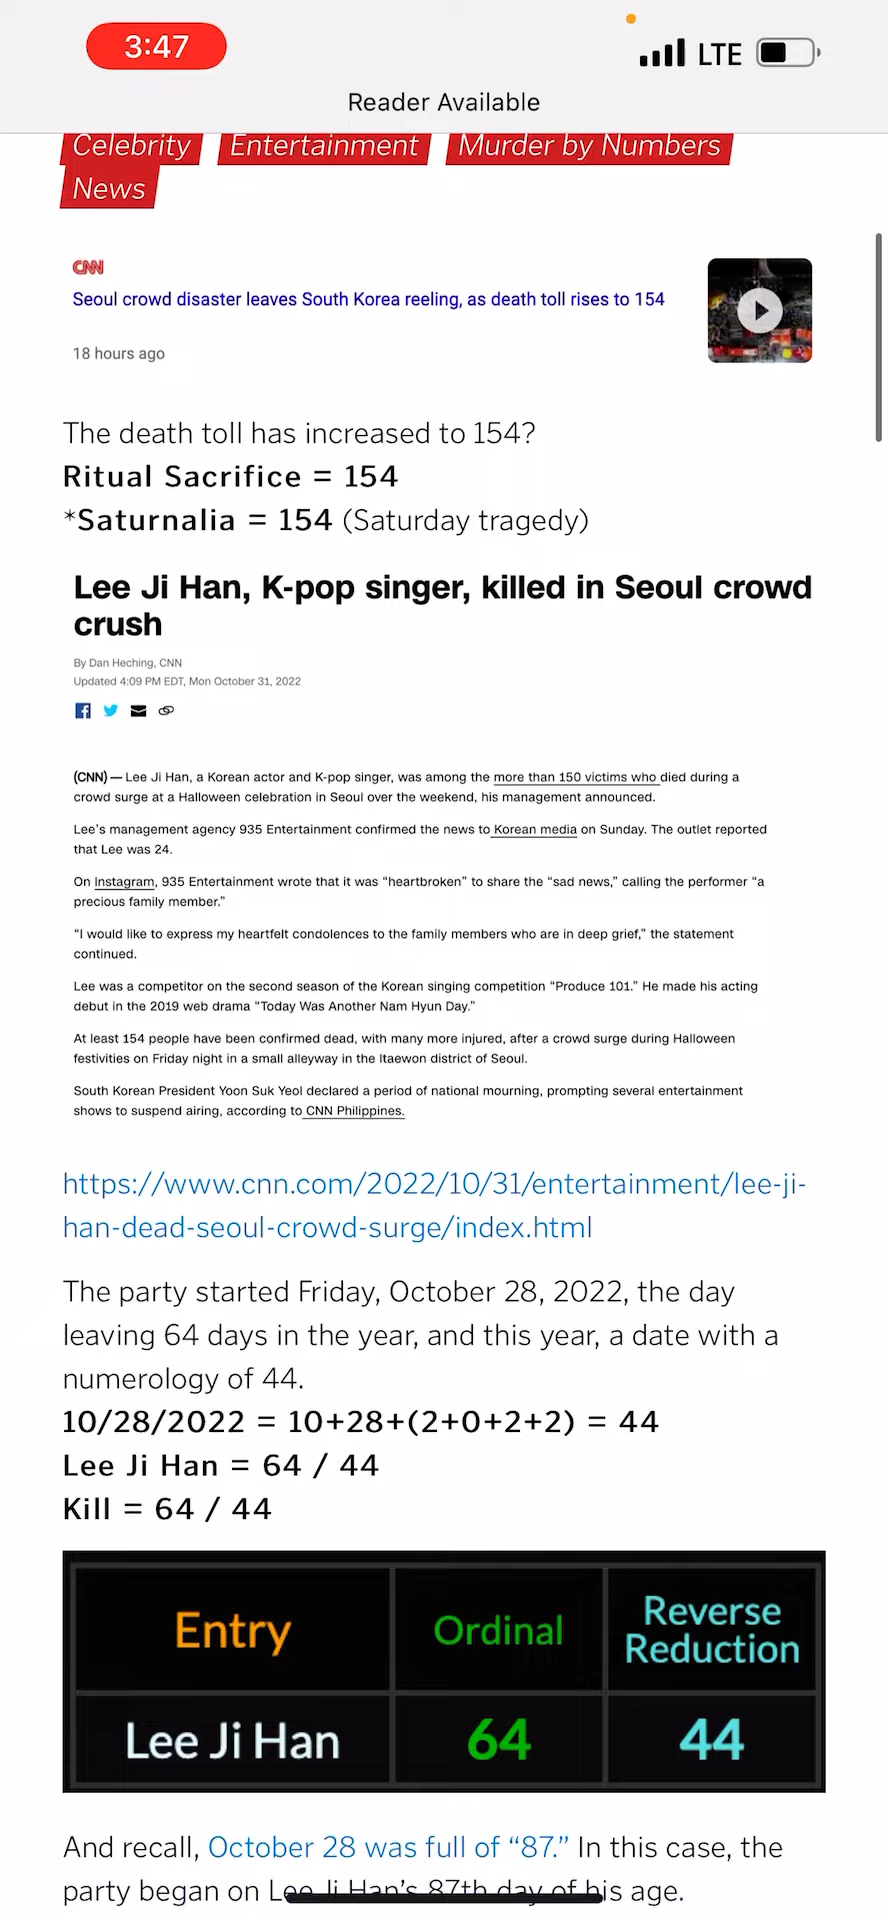 3:47
LTE
Reader Available
Celebrity Entertainment Murder by Numbers
News
CNN
Seoul crowd disaster leaves South Korea reeling, as death toll rises to 154
18 hours ago
The death toll has increased to 154?
Ritual Sacrifice = 154
*Saturnalia = 154 (Saturday tragedy)
Lee Ji Han, K-pop singer, killed in Seoul crowd
crush
By Dan Heching, CNN
Updated 4:09 PM EDT, Mon October 31, 2022
(CNN) — Lee Ji Han, a Korean actor and K-pop singer, was among the more than 150 victims who died during a
crowd surge at a Halloween celebration in Seoul over the weekend, his management announced.
Lee's management agency 935 Entertainment confirmed the news to Korean media on Sunday. The outlet reported
that Lee was 24.
On Instagram, 935 Entertainment wrote that it was "heartbroken" to share the "sad news," calling the performer "a
precious family member."
"I would like to express my heartfelt condolences to the family members who are in deep grief," the statement
continued.
Lee was a competitor on the second season of the Korean singing competition "Produce 101." He made his acting
debut in the 2019 web drama "Today Was Another Nam Hyun Day."
At least 154 people have been confirmed dead, with many more injured, after a crowd surge during Halloween
festivities on Friday night in a small alleyway in the Itaewon district of Seoul.
South Korean President Yoon Suk Yeol declared a period of national mourning, prompting several entertainment
shows to suspend airing, according to CNN Philippines.
https://www.cnn.com/2022/10/31/entertainment/lee-ji-
han-dead-seoul-crowd-surge/index.html
The party started Friday, October 28, 2022, the day
leaving 64 days in the year, and this year, a date with a
numerology of 44.
10/28/2022 = 10+28+(2+0+2+2) = 44
Lee Ji Han = 64 / 44
Kill = 64 / 44
Entry Ordinal Reverse
Reduction
Lee Ji Han 64 44
And recall, October 28 was full of “87.” In this case, the
party began on Lee Ji Han's 87th day of his age.